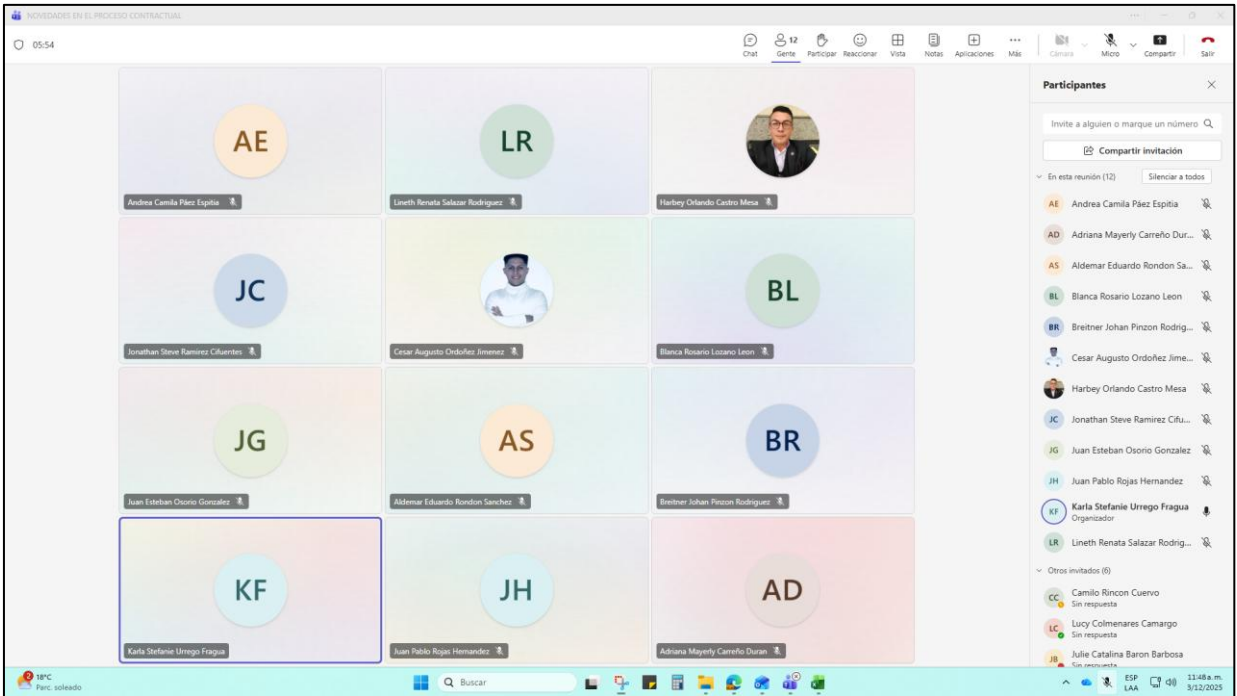 NOVEDADES EN EL PROCESO CONTRACTUAL
05:54
Chat
12
Gente
Participar
Reaccionar
Vista
Notas
Aplicaciones
Más
Cámara
Micro
Compartir
Salir
AE
Andrea Camila Páez Espitia
LR
Lineth Renata Salazar Rodriguez
Harbey Orlando Castro Mesa
JC
Jonathan Steve Ramirez Cifuentes
Cesar Augusto Ordoñez Jimenez
BL
Blanca Rosario Lozano Leon
JG
Juan Esteban Osorio Gonzalez
AS
Aldemar Eduardo Rondon Sanchez
BR
Breitner Johan Pinzon Rodriguez
KF
Karla Stefanie Urrego Fragua
JH
Juan Pablo Rojas Hernandez
AD
Adriana Mayerly Carreño Duran
Participantes
Invite a alguien o marque un número
Compartir invitación
En esta reunión (12)
Silenciar a todos
AE Andrea Camila Páez Espitia
AD Adriana Mayerly Carreño Dur...
AS Aldemar Eduardo Rondon Sa...
BL Blanca Rosario Lozano Leon
BR Breitner Johan Pinzon Rodrig...
Cesar Augusto Ordoñez Jime...
Harbey Orlando Castro Mesa
JC Jonathan Steve Ramirez Cifu...
JG Juan Esteban Osorio Gonzalez
JH Juan Pablo Rojas Hernandez
KF Karla Stefanie Urrego Fragua
Organizador
LR Lineth Renata Salazar Rodrig...
Otros invitados (6)
CC Camilo Rincon Cuervo
Sin respuesta
LC Lucy Colmenares Camargo
Sin respuesta
JB Julie Catalina Baron Barbosa
Sin respuesta
2
18°C
Parc. soleado
Buscar
ESP
LAA
11:48 a. m.
3/12/2025